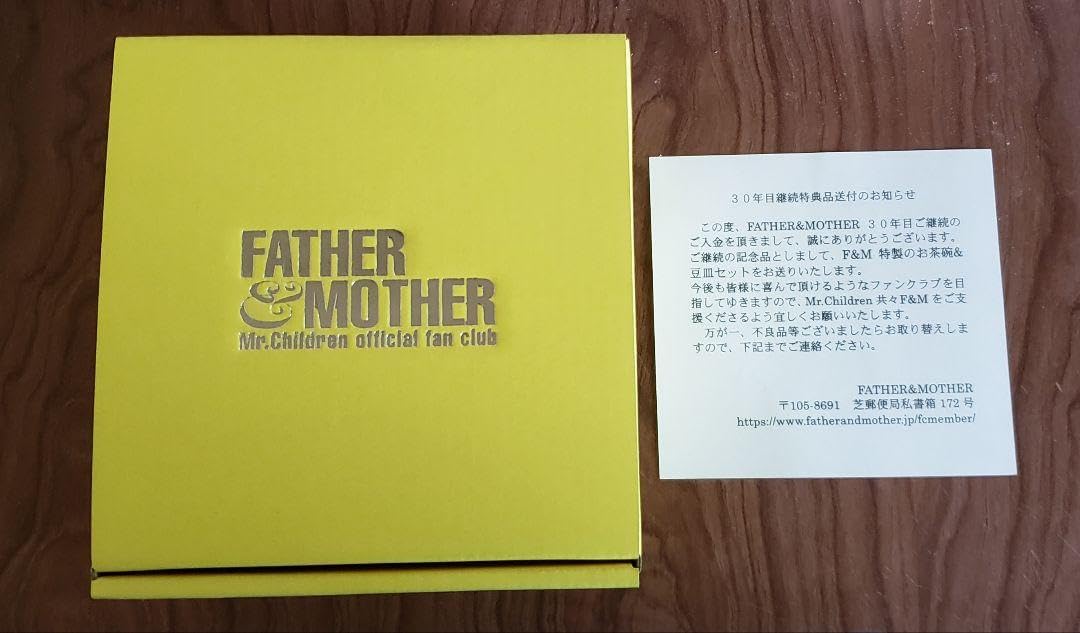 FATHER
&MOTHER
Mr.Children official fan club
30年目継続特典品送付のお知らせ
この度、FATHER&MOTHER 30年目ご継続の
ご入金を頂きまして、誠にありがとうございます。
ご継続の記念品としまして、F&M 特製のお茶碗&
豆皿セットをお送りいたします。
今後も皆様に喜んで頂けるようなファンクラブを目
指してゆきますので、Mr.Children 共々F&M をご支
援くださるよう宜しくお願いいたします。
万が一、不良品等ございましたらお取り替えしま
すので、下記までご連絡ください。
FATHER&MOTHER
〒105-8691 芝郵便局私書箱 172 号
https://www.fatherandmother.jp/fcmember/